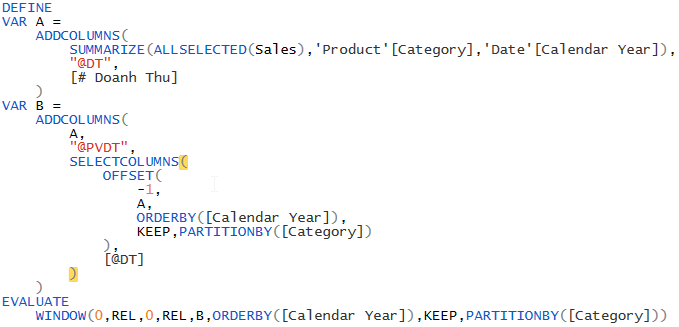 DEFINE
VAR A =
    ADDCOLUMNS(
        SUMMARIZE(ALLSELECTED(Sales),'Product'[Category],'Date'[Calendar Year]),
        "@DT",
        [# Doanh Thu]
    )
VAR B =
    ADDCOLUMNS(
        A,
        "@PVDT",
        SELECTCOLUMNS(
            OFFSET(
                -1,
                A,
                ORDERBY([Calendar Year]),
                KEEP,PARTITIONBY([Category])
            ),
            [@DT]
        )
    )
EVALUATE
    WINDOW(0,REL,0,REL,B,ORDERBY([Calendar Year]),KEEP,PARTITIONBY([Category]))